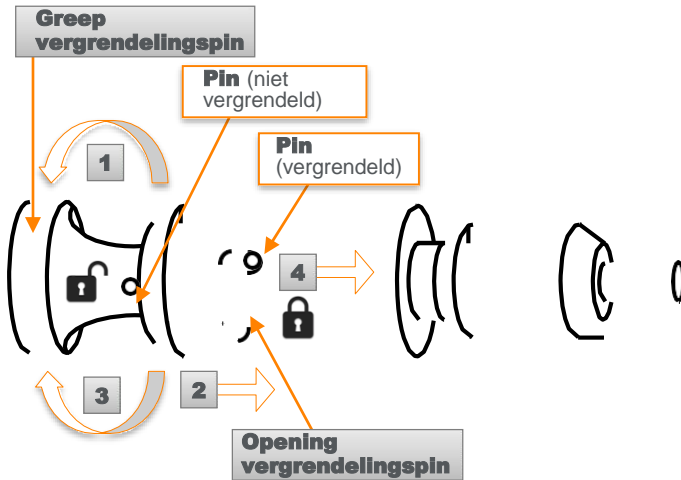 Greep
vergrendelingspin
Pin (niet
vergrendeld)
Pin
(vergrendeld)
1
4
3
2
Opening
vergrendelingspin